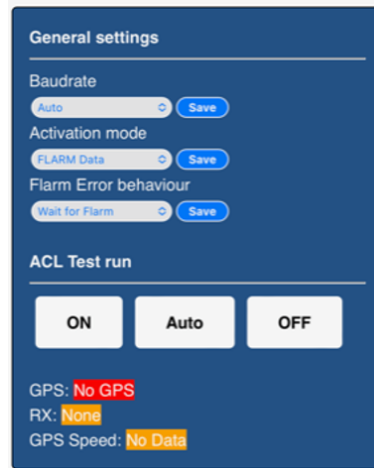 General settings
Baudrate
Auto Save
Activation mode
FLARM Data Save
Flarm Error behaviour
Wait for Flarm Save
ACL Test run
ON Auto OFF
GPS: No GPS
RX: None
GPS Speed: No Data